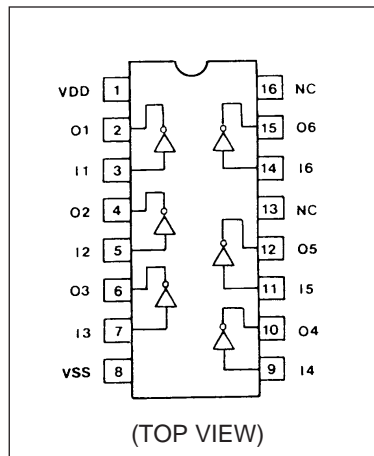 VDD 1 16 NC
O1 2 15 O6
I1 3 14 I6
O2 4 13 NC
I2 5 12 O5
O3 6 11 I5
I3 7 10 O4
VSS 8 9 I4
(TOP VIEW)